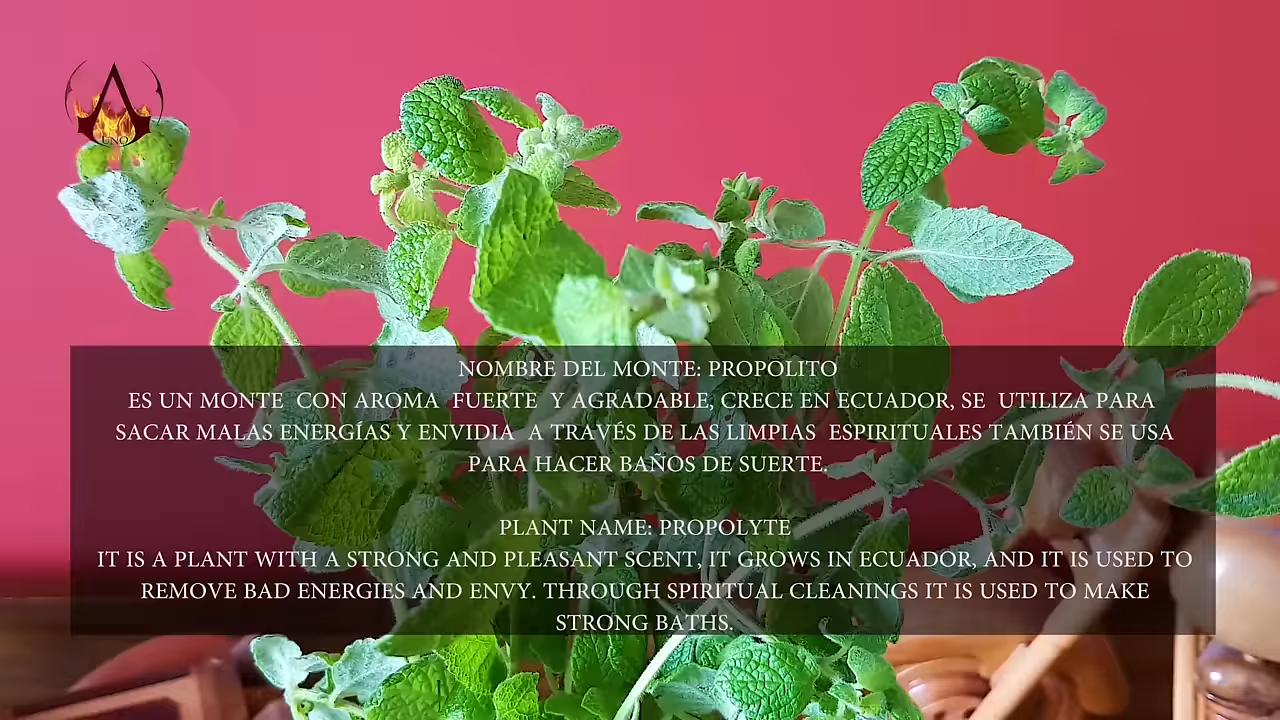 UNO
NOMBRE DEL MONTE: PROPOLITO
ES UN MONTE CON AROMA FUERTE Y AGRADABLE, CRECE EN ECUADOR, SE UTILIZA PARA
SACAR MALAS ENERGÍAS Y ENVIDIA A TRAVÉS DE LAS LIMPIAS ESPIRITUALES TAMBIÉN SE USA
PARA HACER BAÑOS DE SUERTE.
PLANT NAME: PROPOLYTE
IT IS A PLANT WITH A STRONG AND PLEASANT SCENT, IT GROWS IN ECUADOR, AND IT IS USED TO
REMOVE BAD ENERGIES AND ENVY. THROUGH SPIRITUAL CLEANINGS IT IS USED TO MAKE
STRONG BATHS.